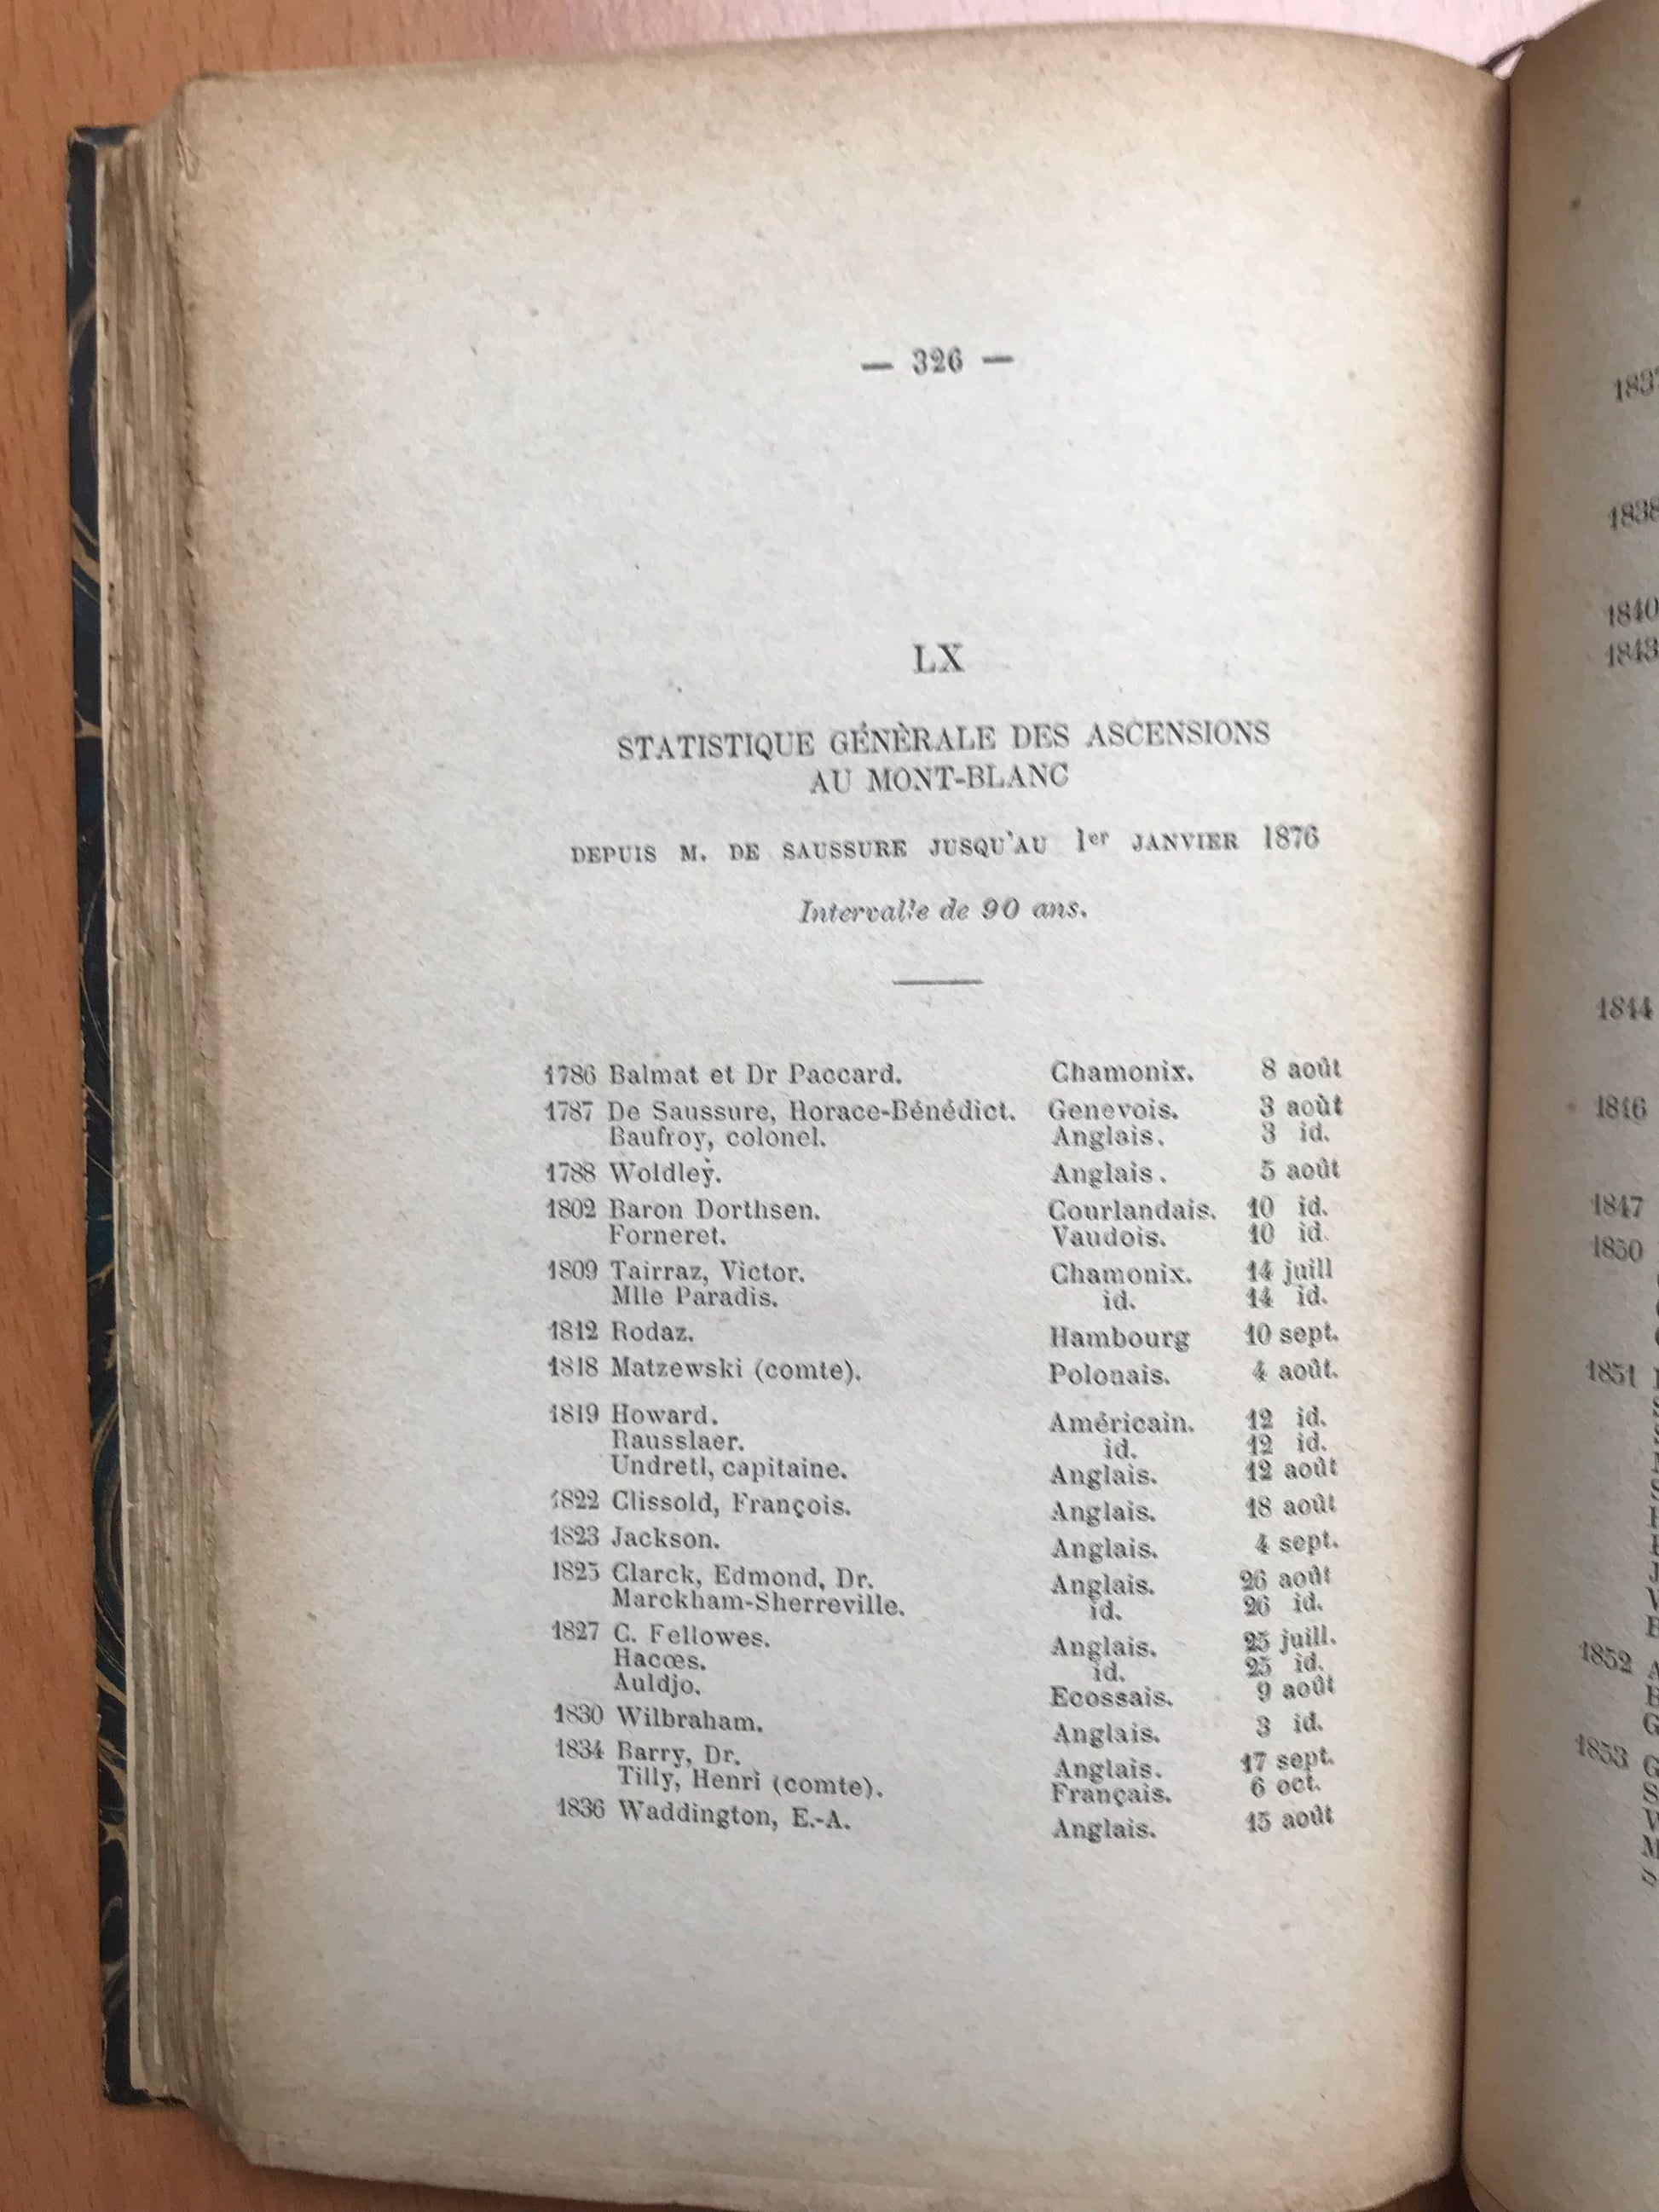 — 326 —
LX
STATISTIQUE GÉNÈRALE DES ASCENSIONS
AU MONT-BLANC
DEPUIS M. DE SAUSSURE JUSQU'AU 1er JANVIER 1876
Intervalle de 90 ans.
1786 Balmat et Dr Paccard. Chamonix. 8 août
1787 De Saussure, Horace-Bénédict. Genevois. 3 août
Baufroy, colonel. Anglais. 3 id.
1788 Woldley. Anglais. 5 août
1802 Baron Dorthsen. Courlandais. 10 id.
Forneret. Vaudois. 10 id.
1809 Tairraz, Victor. Chamonix. 14 juill
Mlle Paradis. id. 14 id.
1812 Rodaz. Hambourg 10 sept.
1818 Matzewski (comte). Polonais. 4 août.
1819 Howard. Américain. 12 id.
Rausslaer. id. 12 id.
Undretl, capitaine. Anglais. 12 août
1822 Clissold, François. Anglais. 18 août
1823 Jackson. Anglais. 4 sept.
1825 Clarck, Edmond, Dr. Anglais. 26 août
Marckham-Sherreville. id. 26 id.
1827 C. Fellowes. Anglais. 25 juill.
Hacœs. id. 25 id.
Auldjo. Ecossais. 9 août
1830 Wilbraham. Anglais. 3 id.
1834 Barry, Dr. Anglais. 17 sept.
Tilly, Henri (comte). Français. 6 oct.
1836 Waddington, E.-A. Anglais. 15 août
1838
1840
1843
1844
1846
1847
1850
1851
1852
1853